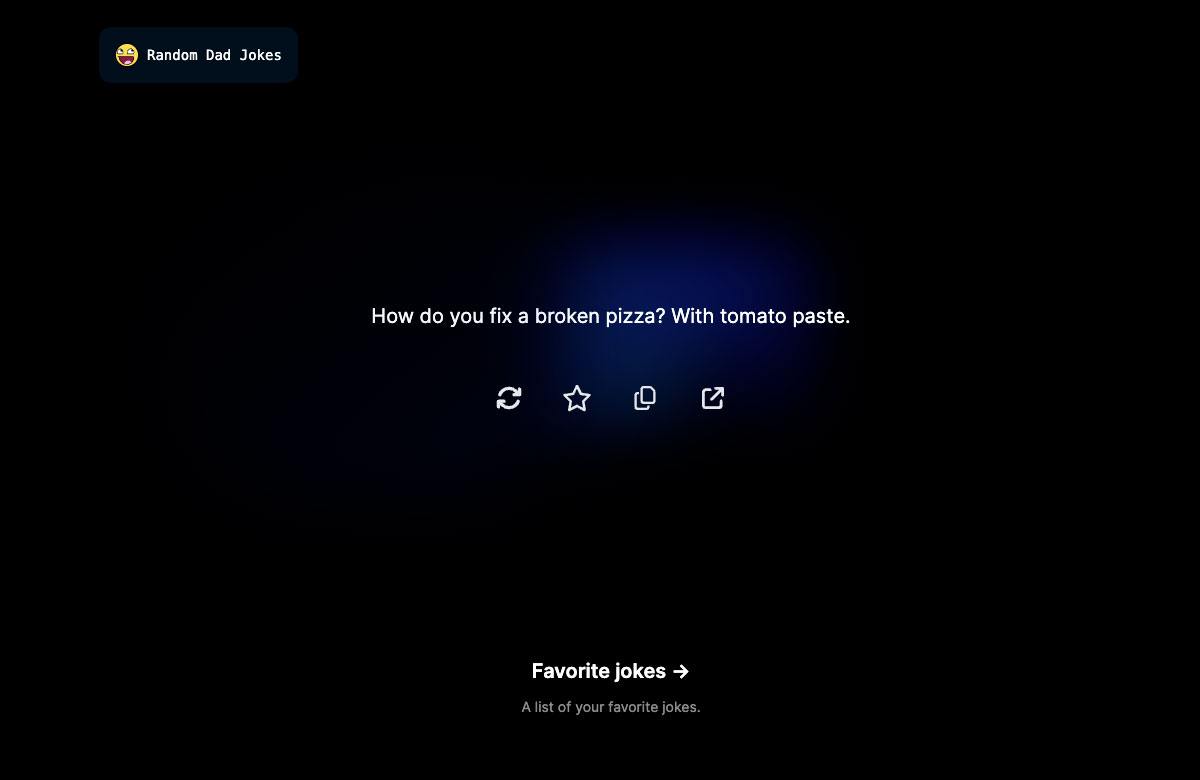 Random Dad Jokes
How do you fix a broken pizza? With tomato paste.
Favorite jokes →
A list of your favorite jokes.